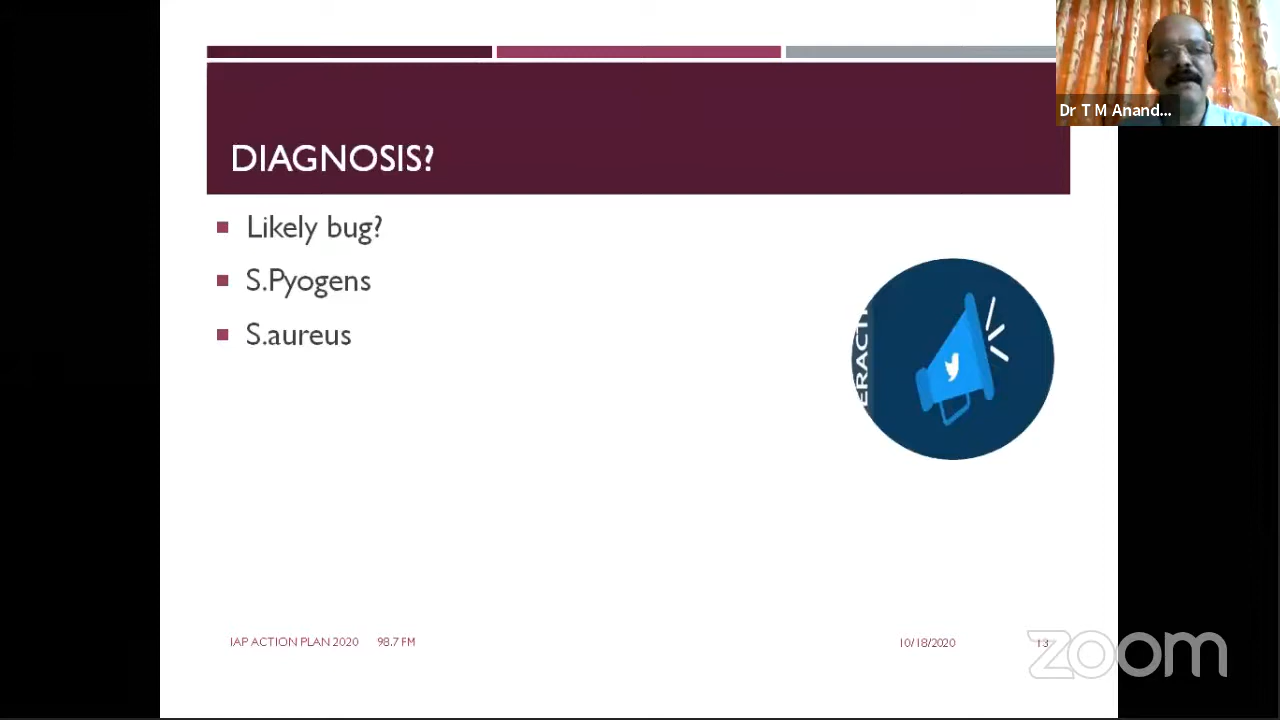 Dr T M Anand...
DIAGNOSIS?
Likely bug?
S.Pyogens
S.aureus
ERACTI
IAP ACTION PLAN 2020 98.7 FM
10/18/2020
13
zoom